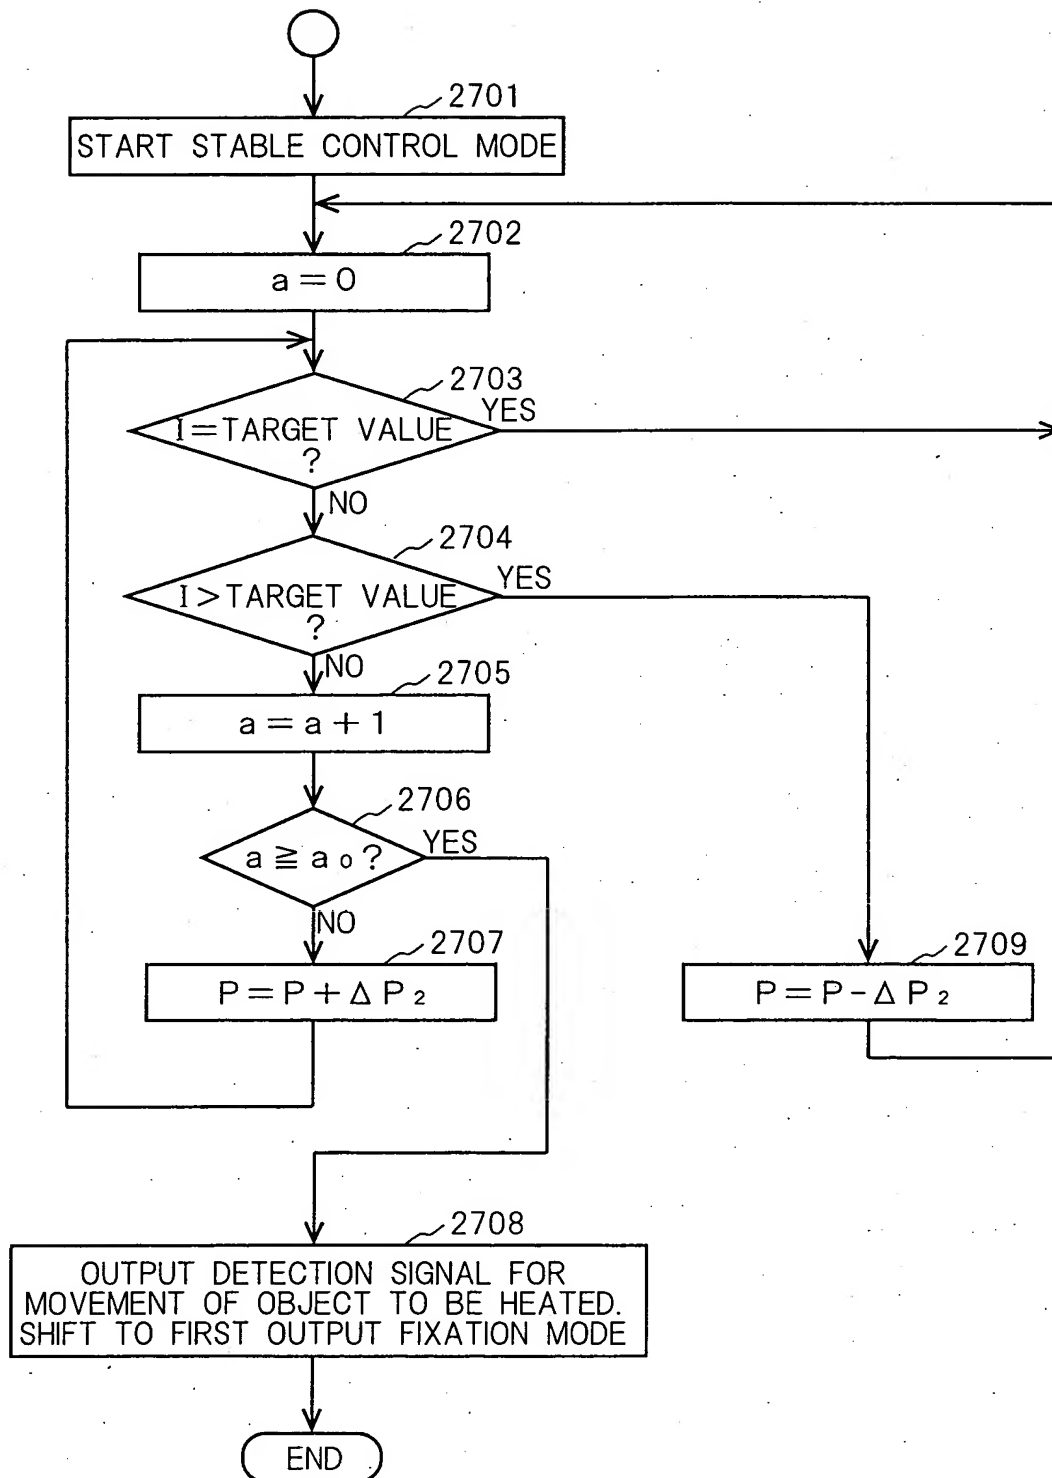 2701
START STABLE CONTROL MODE
2702
a=0
2703
I=TARGET VALUE
?
YES
NO
2704
I>TARGET VALUE
?
YES
NO
2705
a=a+1
2706
a≧a₀?
YES
NO
2707
P=P+ΔP₂
2709
P=P-ΔP₂
2708
OUTPUT DETECTION SIGNAL FOR
MOVEMENT OF OBJECT TO BE HEATED.
SHIFT TO FIRST OUTPUT FIXATION MODE
END